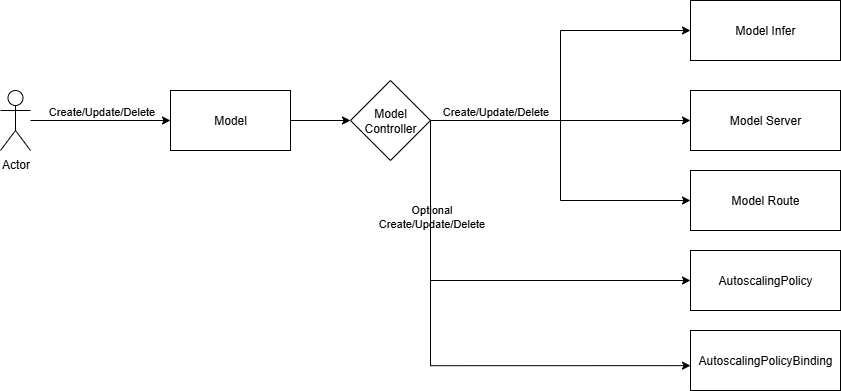 Model Infer
Create/Update/Delete
Model
Model
Controller
Create/Update/Delete
Model Server
Actor
Model Route
Optional
Create/Update/Delete
AutoscalingPolicy
AutoscalingPolicyBinding